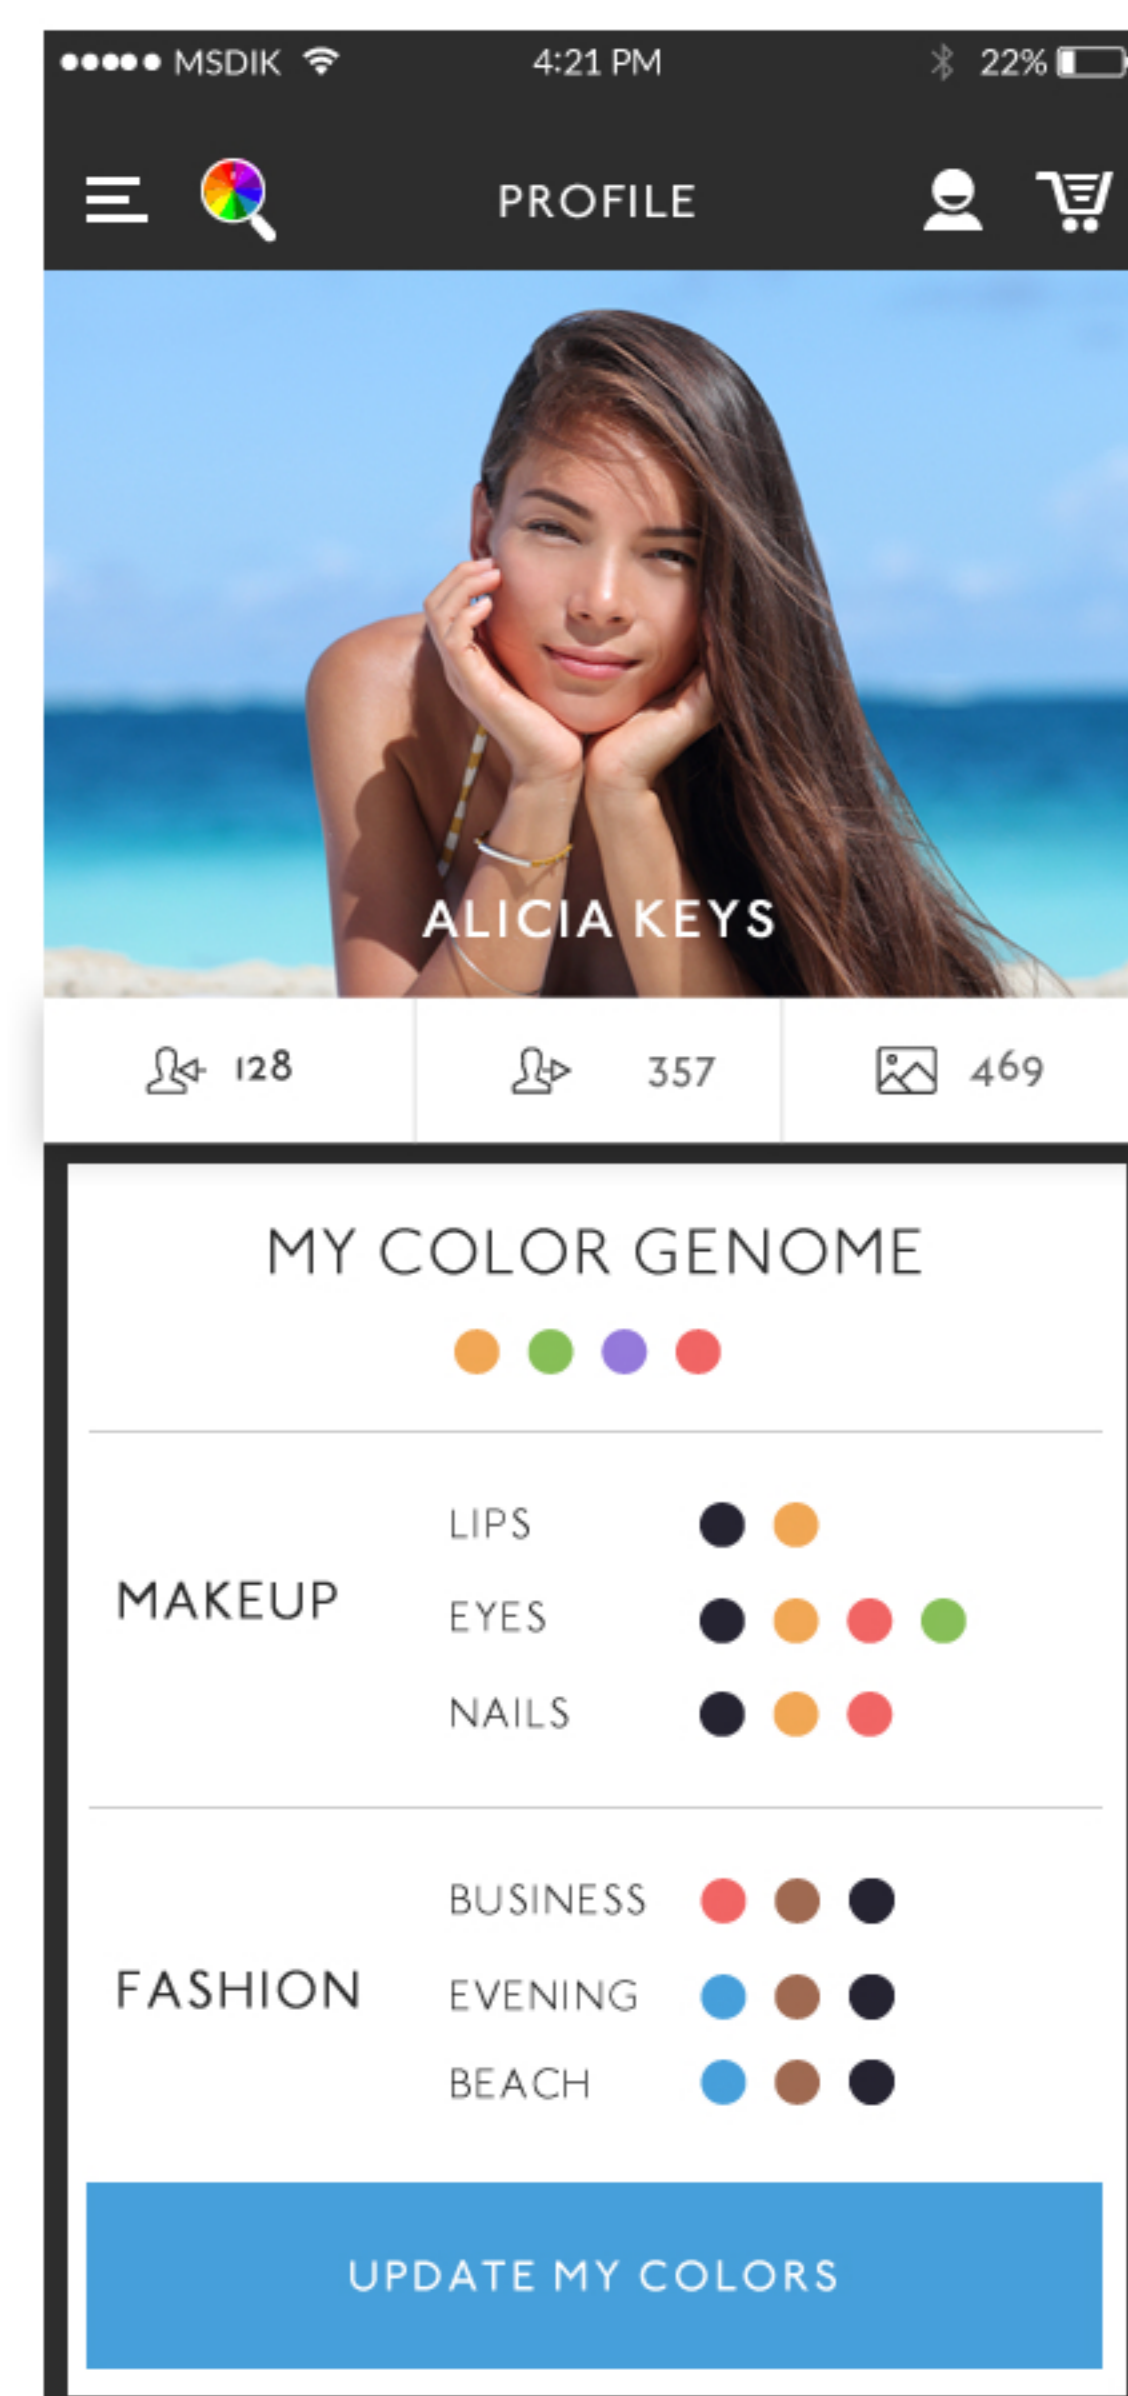 MSDIK 4:21 PM 22%
PROFILE
ALICIA KEYS
128 357 469
MY COLOR GENOME
LIPS
MAKEUP
EYES
NAILS
BUSINESS
FASHION
EVENING
BEACH
UPDATE MY COLORS